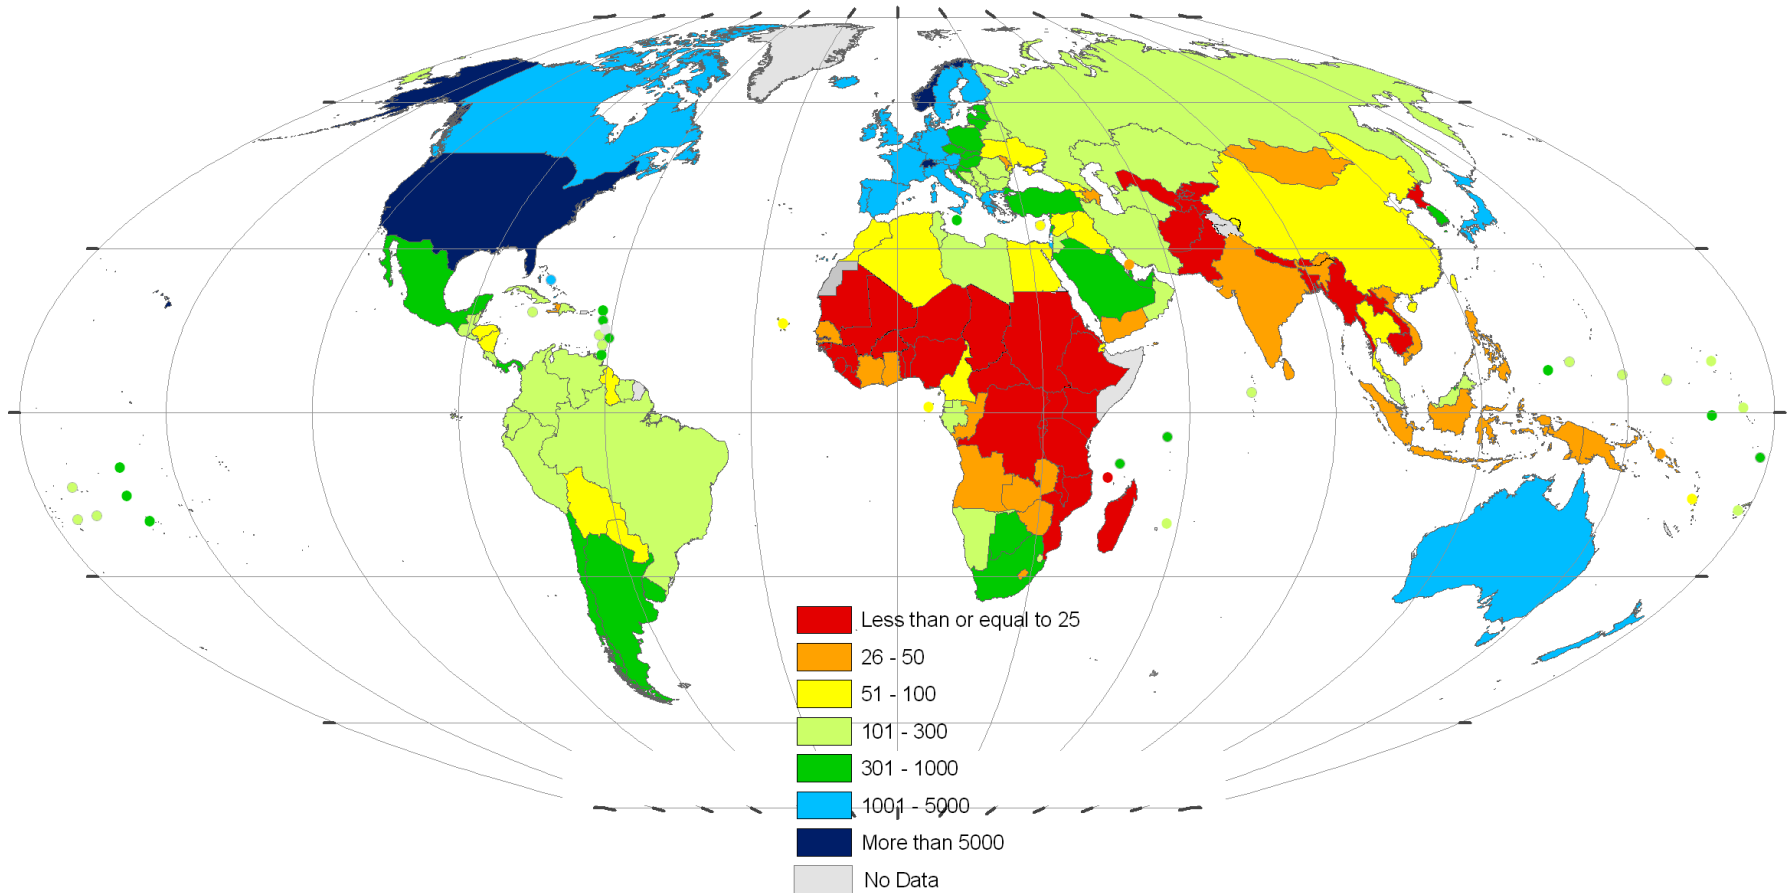 Less than or equal to 25
26 - 50
51 - 100
101 - 300
301 - 1000
1001 - 5000
More than 5000
No Data